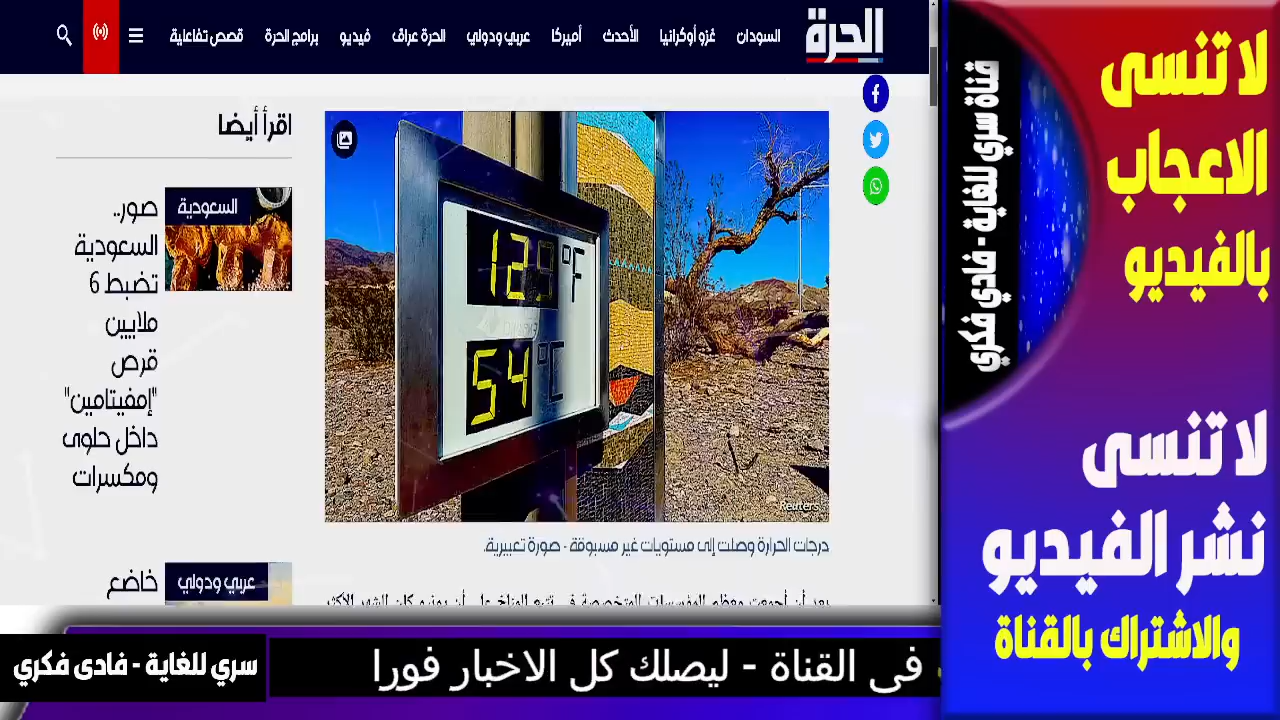 الحرة
السودان
غزو أوكرانيا
الأحدث
أميركا
عربي ودولي
الحرة عراق
فيديو
برامج الحرة
قصص تفاعلية
اقرأ أيضا
السعودية
صور..
السعودية
تضبط 6
ملايين
قرص
"إمفيتامين"
داخل حلوى
ومكسرات
عربي ودولي
خاضع
12 °F
54 °C
Reuters
درجات الحرارة وصلت إلى مستويات غير مسبوقة - صورة تعبيرية.
قناة سري للغاية - فادي فكري
لا تنسى
الاعجاب
بالفيديو
لا تنسى
نشر الفيديو
والاشتراك بالقناة
فى القناة - ليصلك كل الاخبار فورا
سري للغاية - فادى فكري